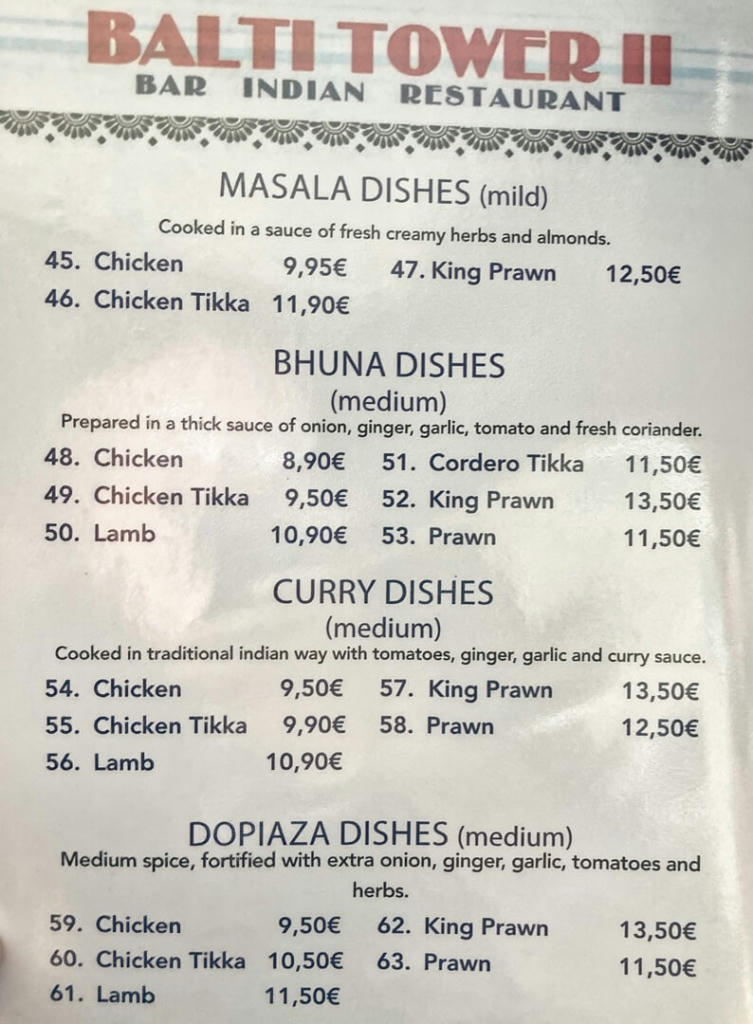 BALTI TOWER II
BAR INDIAN RESTAURANT
MASALA DISHES (mild)
Cooked in a sauce of fresh creamy herbs and almonds.
45. Chicken 9,95€ 47. King Prawn 12,50€
46. Chicken Tikka 11,90€
BHUNA DISHES
(medium)
Prepared in a thick sauce of onion, ginger, garlic, tomato and fresh coriander.
48. Chicken 8,90€ 51. Cordero Tikka 11,50€
49. Chicken Tikka 9,50€ 52. King Prawn 13,50€
50. Lamb 10,90€ 53. Prawn 11,50€
CURRY DISHES
(medium)
Cooked in traditional indian way with tomatoes, ginger, garlic and curry sauce.
54. Chicken 9,50€ 57. King Prawn 13,50€
55. Chicken Tikka 9,90€ 58. Prawn 12,50€
56. Lamb 10,90€
DOPIAZA DISHES (medium)
Medium spice, fortified with extra onion, ginger, garlic, tomatoes and
herbs.
59. Chicken 9,50€ 62. King Prawn 13,50€
60. Chicken Tikka 10,50€ 63. Prawn 11,50€
61. Lamb 11,50€